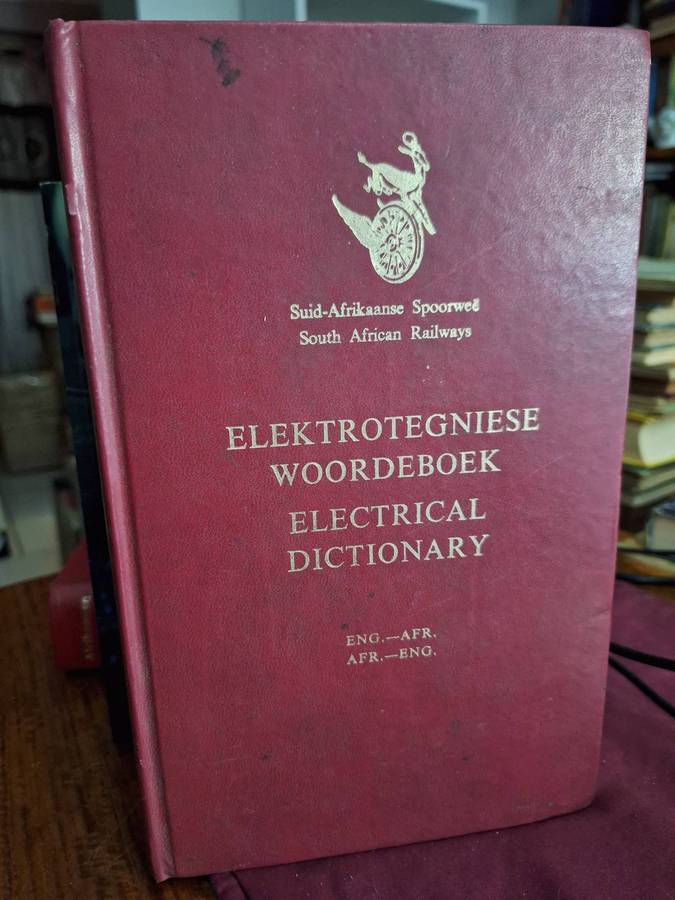 Suid-Afrikaanse Spoorweë
South African Railways
ELEKTROTEGNIESE
WOORDEBOEK
ELECTRICAL
DICTIONARY
ENG.—AFR.
AFR.—ENG.